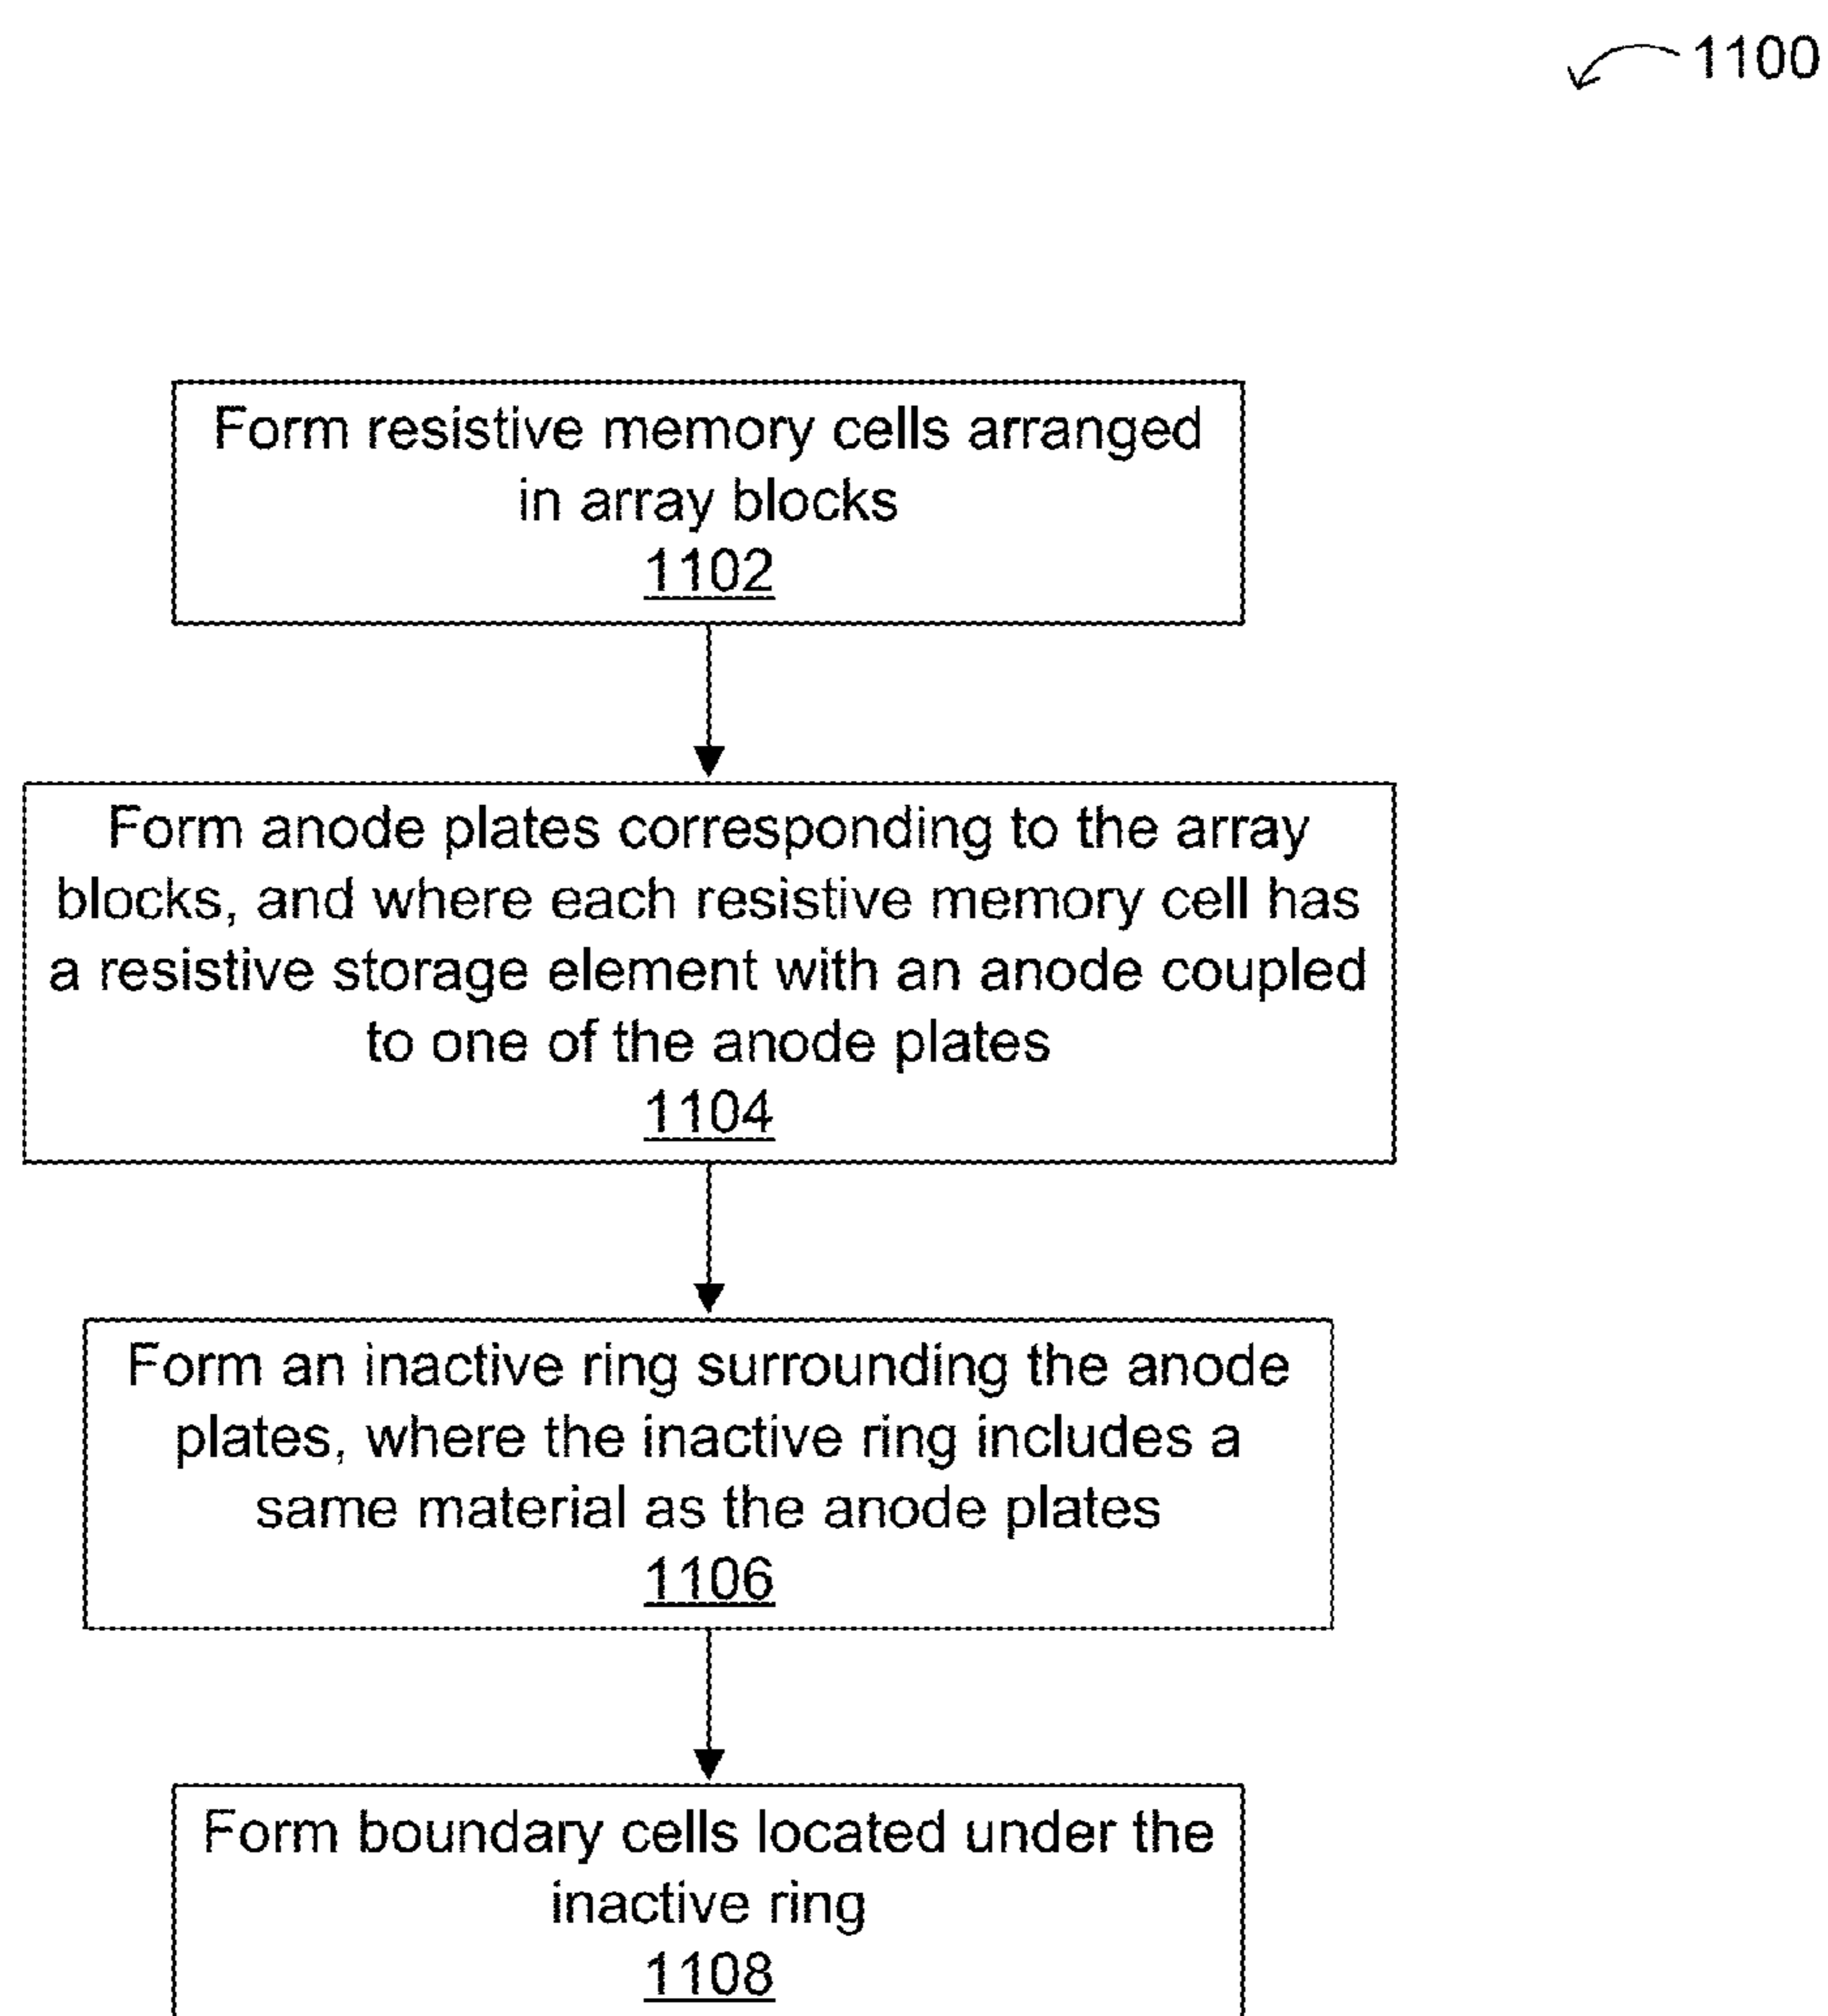 1100
Form resistive memory cells arranged
in array blocks
1102
Form anode plates corresponding to the array
blocks, and where each resistive memory cell has
a resistive storage element with an anode coupled
to one of the anode plates
1104
Form an inactive ring surrounding the anode
plates, where the inactive ring includes a
same material as the anode plates
1106
Form boundary cells located under the
inactive ring
1108